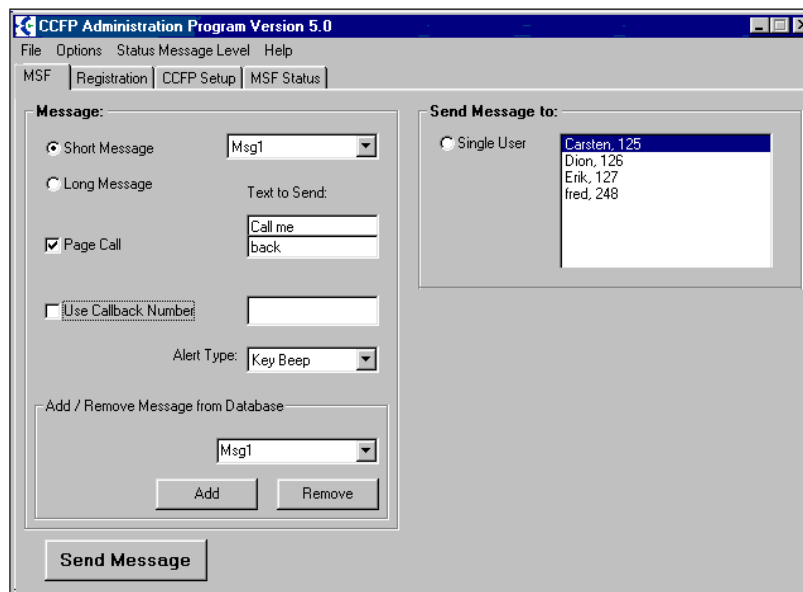 CCFP Administration Program Version 5.0
File Options Status Message Level Help
MSF Registration CCFP Setup MSF Status
Message:
Short Message Msg1
Long Message
Text to Send:
Call me
Page Call back
Use Callback Number
Alert Type: Key Beep
Add / Remove Message from Database
Msg1
Add Remove
Send Message
Send Message to:
Single User
Carsten, 125
Dion, 126
Erik, 127
fred, 248